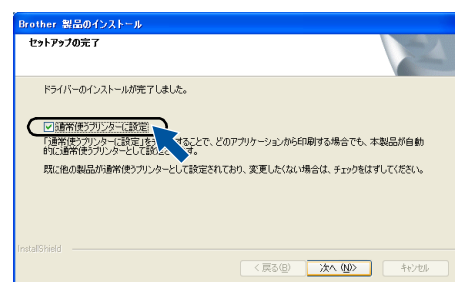 Brother 製品のインストール
セットアップの完了
ドライバーのインストールが完了しました。
通常使うプリンターに設定
「通常使うプリンターに設定」を することで、どのアプリケーションから印刷する場合でも、本製品が自動
的に通常使うプリンターとして設 す。
既に他の製品が通常使うプリンターとして設定されており、変更したくない場合は、チェックをはずしてください。
InstallShield
< 戻る(B)
次へ (N)>
キャンセル